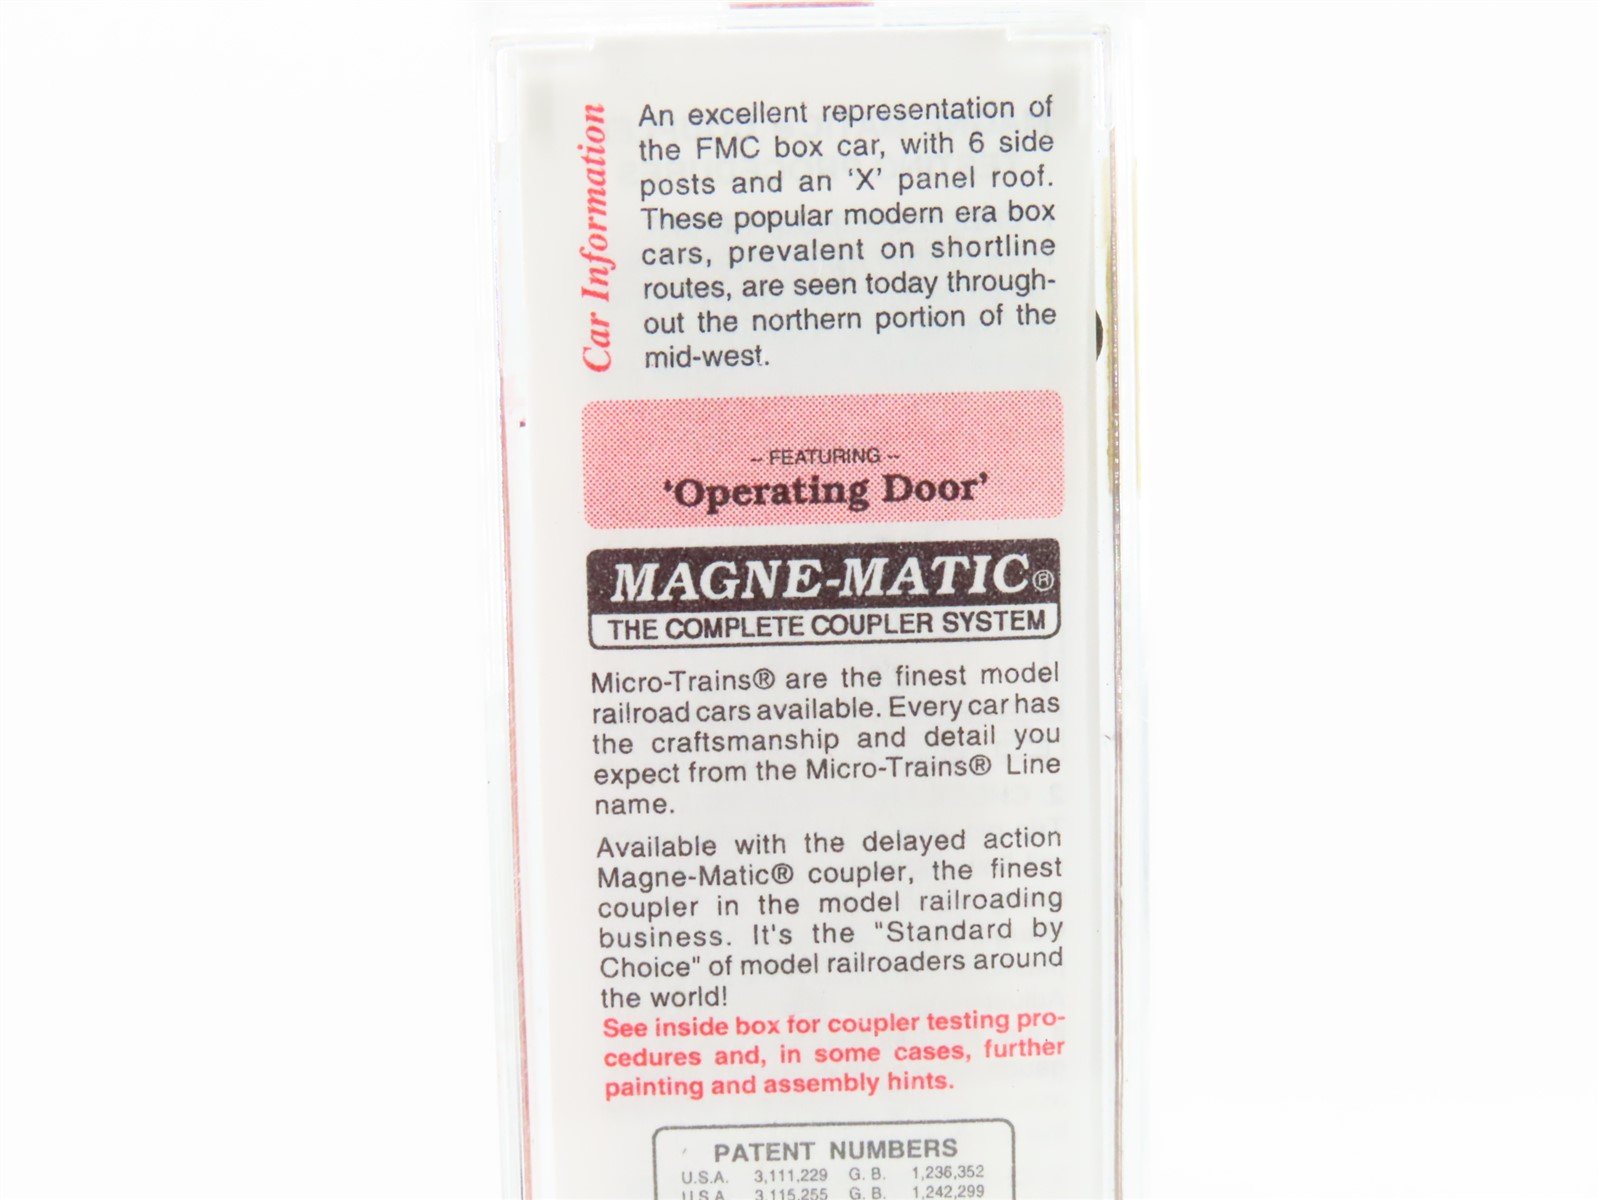 Car Information
An excellent representation of
the FMC box car, with 6 side
posts and an ‘X’ panel roof.
These popular modern era box
cars, prevalent on shortline
routes, are seen today through-
out the northern portion of the
mid-west.
-- FEATURING --
‘Operating Door’
MAGNE-MATIC®
THE COMPLETE COUPLER SYSTEM
Micro-Trains® are the finest model
railroad cars available. Every car has
the craftsmanship and detail you
expect from the Micro-Trains® Line
name.
Available with the delayed action
Magne-Matic® coupler, the finest
coupler in the model railroading
business. It's the "Standard by
Choice" of model railroaders around
the world!
See inside box for coupler testing pro-
cedures and, in some cases, further
painting and assembly hints.
PATENT NUMBERS
U.S.A. 3,111,229 G. B. 1,236,352
U.S.A. 3,115,255 G. B. 1,242,299